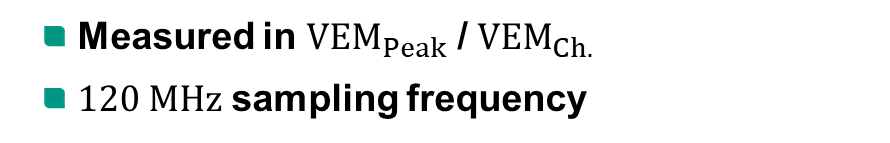 Measured in VEM_Peak / VEM_Ch.
120 MHz sampling frequency